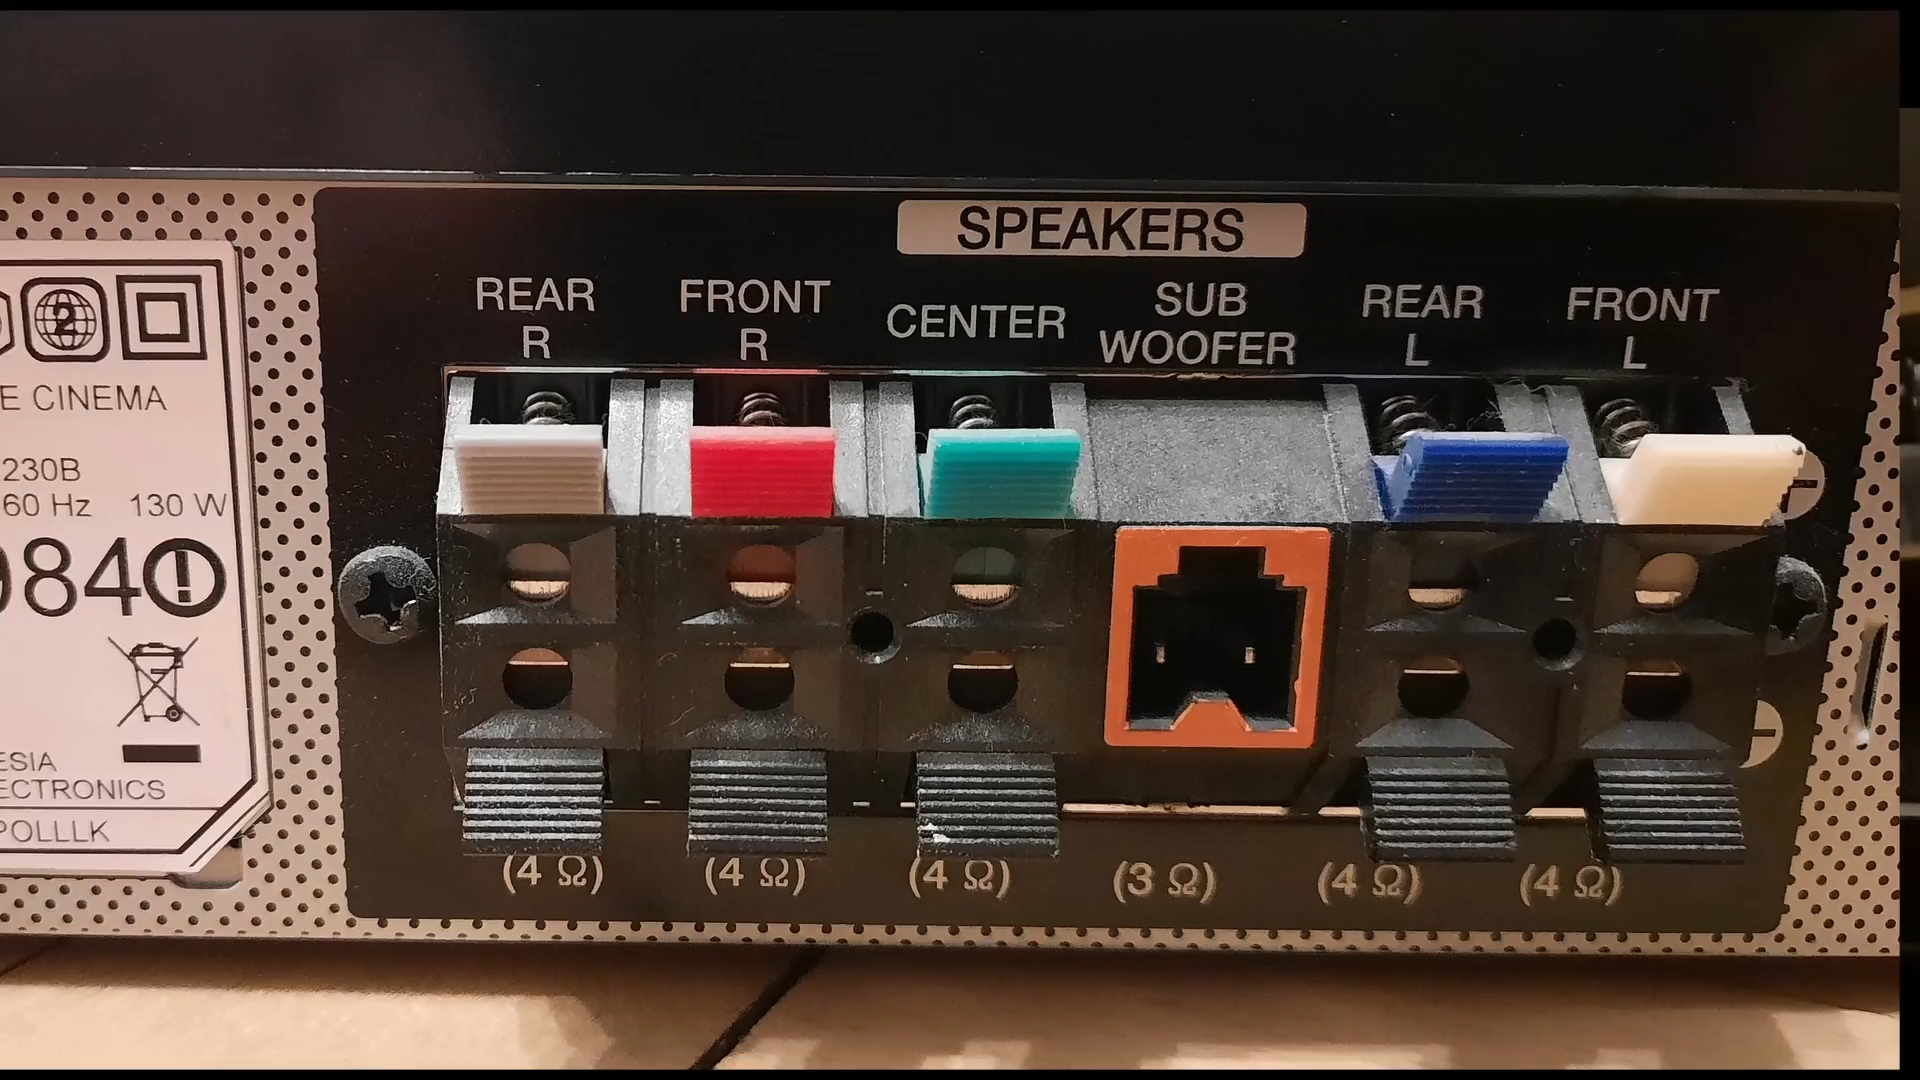 SPEAKERS
REAR R
FRONT R
CENTER
SUB WOOFER
REAR L
FRONT L
(4 Ω) (4 Ω) (4 Ω) (3 Ω) (4 Ω) (4 Ω)
2
E CINEMA
230B
60 Hz 130 W
984
ESIA
ECTRONICS
POLLLK